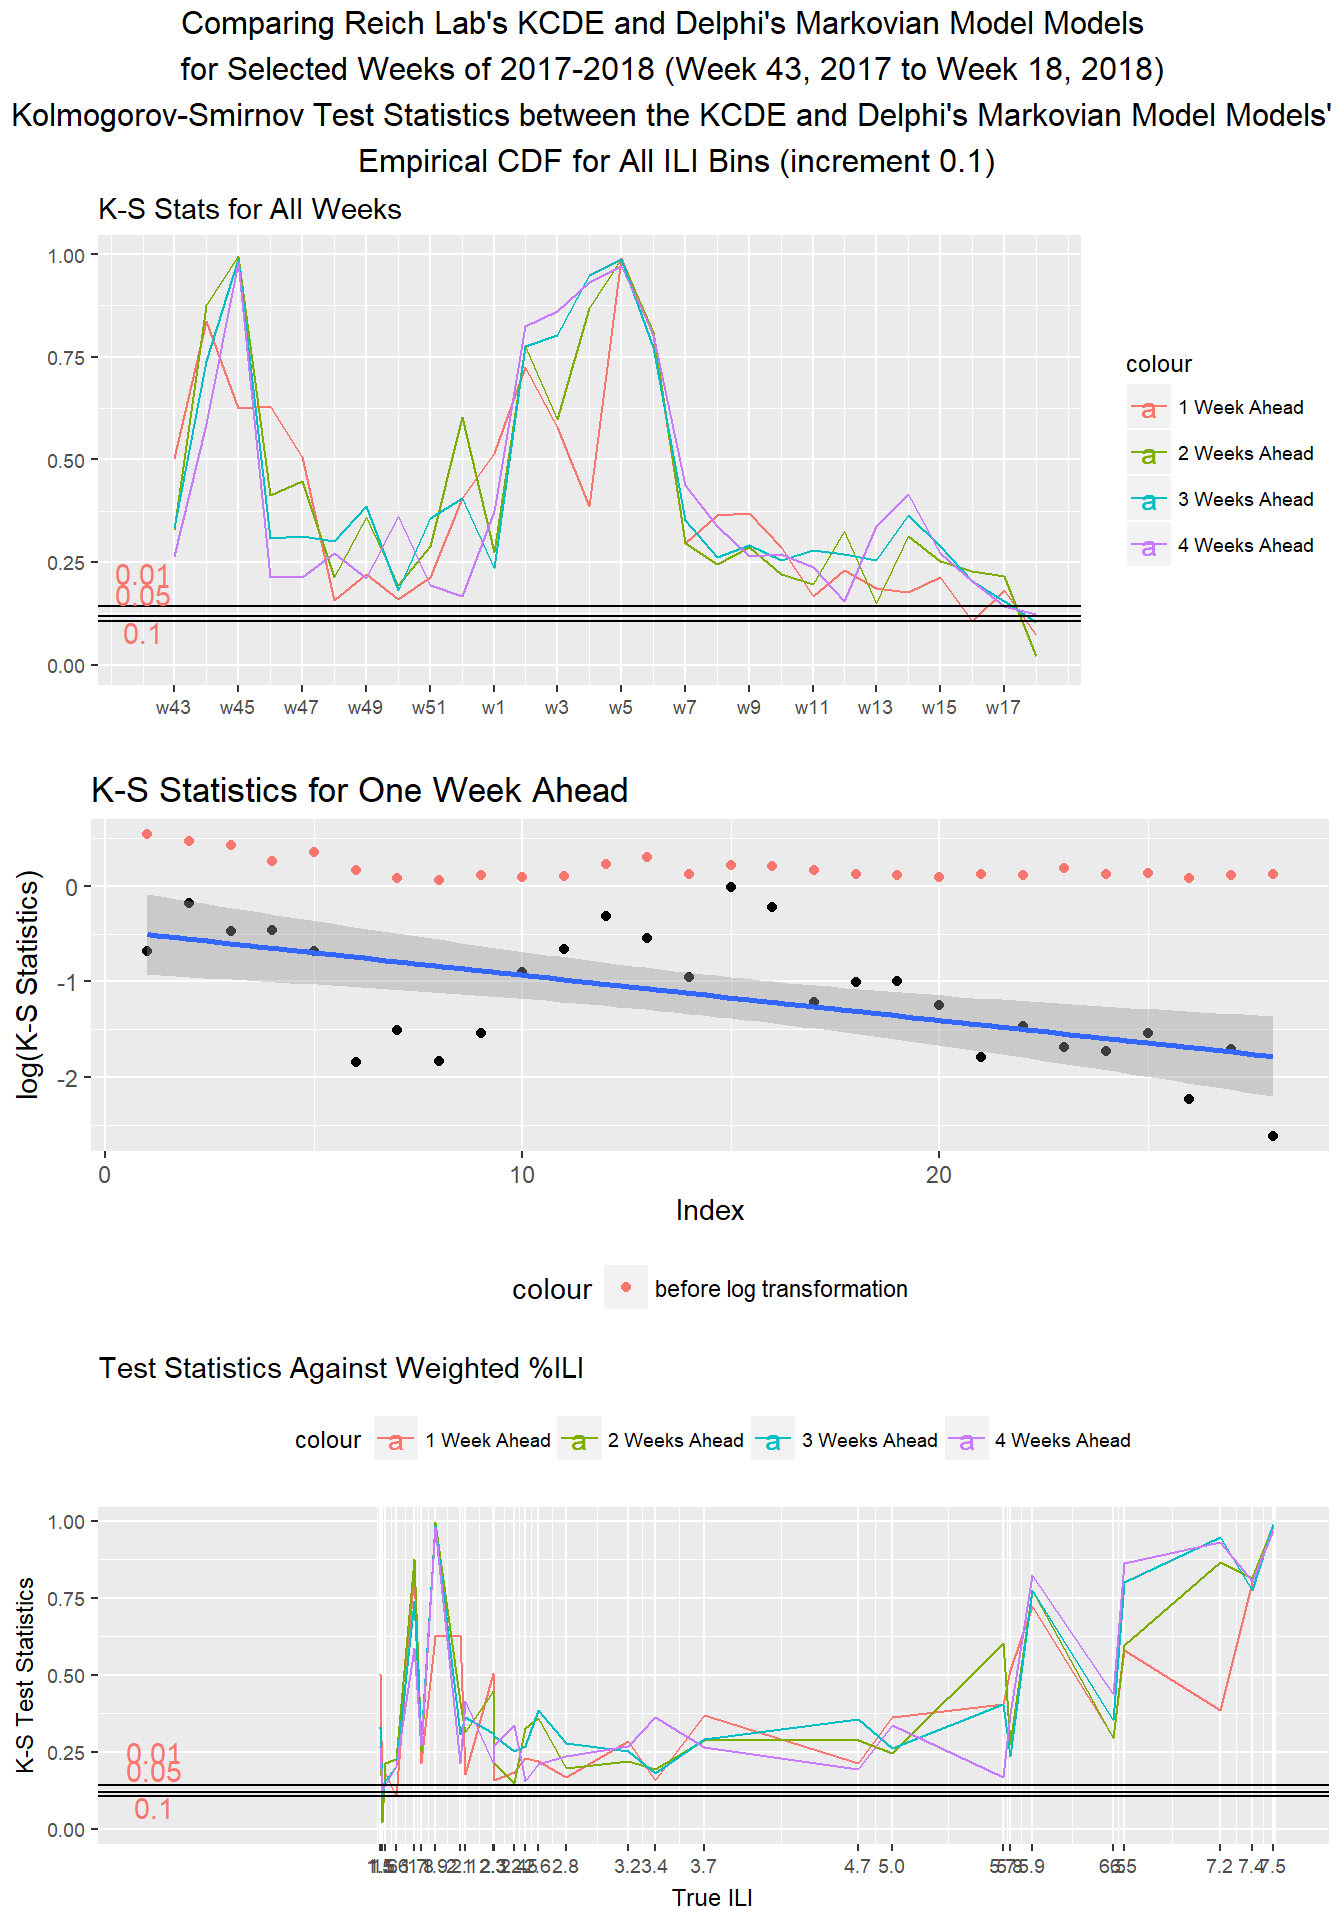 Comparing Reich Lab's KCDE and Delphi's Markovian Model Models
for Selected Weeks of 2017-2018 (Week 43, 2017 to Week 18, 2018)
Kolmogorov-Smirnov Test Statistics between the KCDE and Delphi's Markovian Model Models'
Empirical CDF for All ILI Bins (increment 0.1)
K-S Stats for All Weeks
1.00
0.75
0.50
0.25
0.00
0.01
0.05
0.1
w43 w45 w47 w49 w51 w1 w3 w5 w7 w9 w11 w13 w15 w17
colour
a 1 Week Ahead
a 2 Weeks Ahead
a 3 Weeks Ahead
a 4 Weeks Ahead
K-S Statistics for One Week Ahead
log(K-S Statistics)
0
-1
-2
0 10 20
Index
colour before log transformation
Test Statistics Against Weighted %ILI
colour a 1 Week Ahead a 2 Weeks Ahead a 3 Weeks Ahead a 4 Weeks Ahead
K-S Test Statistics
1.00
0.75
0.50
0.25
0.00
0.01
0.05
0.1
2.8 3.2 3.4 3.7 4.7 5.0 5.9 7.2 7.4 7.5
True ILI